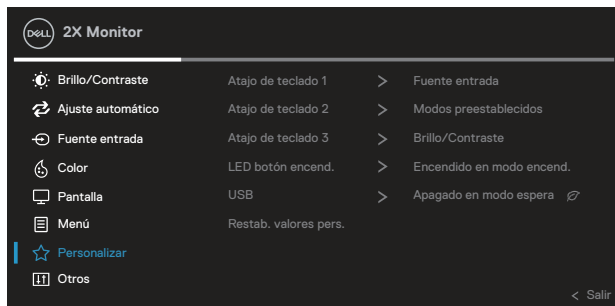 DELL 2X Monitor
Brillo/Contraste Atajo de teclado 1 > Fuente entrada
Ajuste automático Atajo de teclado 2 > Modos preestablecidos
Fuente entrada Atajo de teclado 3 > Brillo/Contraste
Color LED botón encend. > Encendido en modo encend.
Pantalla USB > Apagado en modo espera
Menú Restab. valores pers.
Personalizar
Otros
< Salir